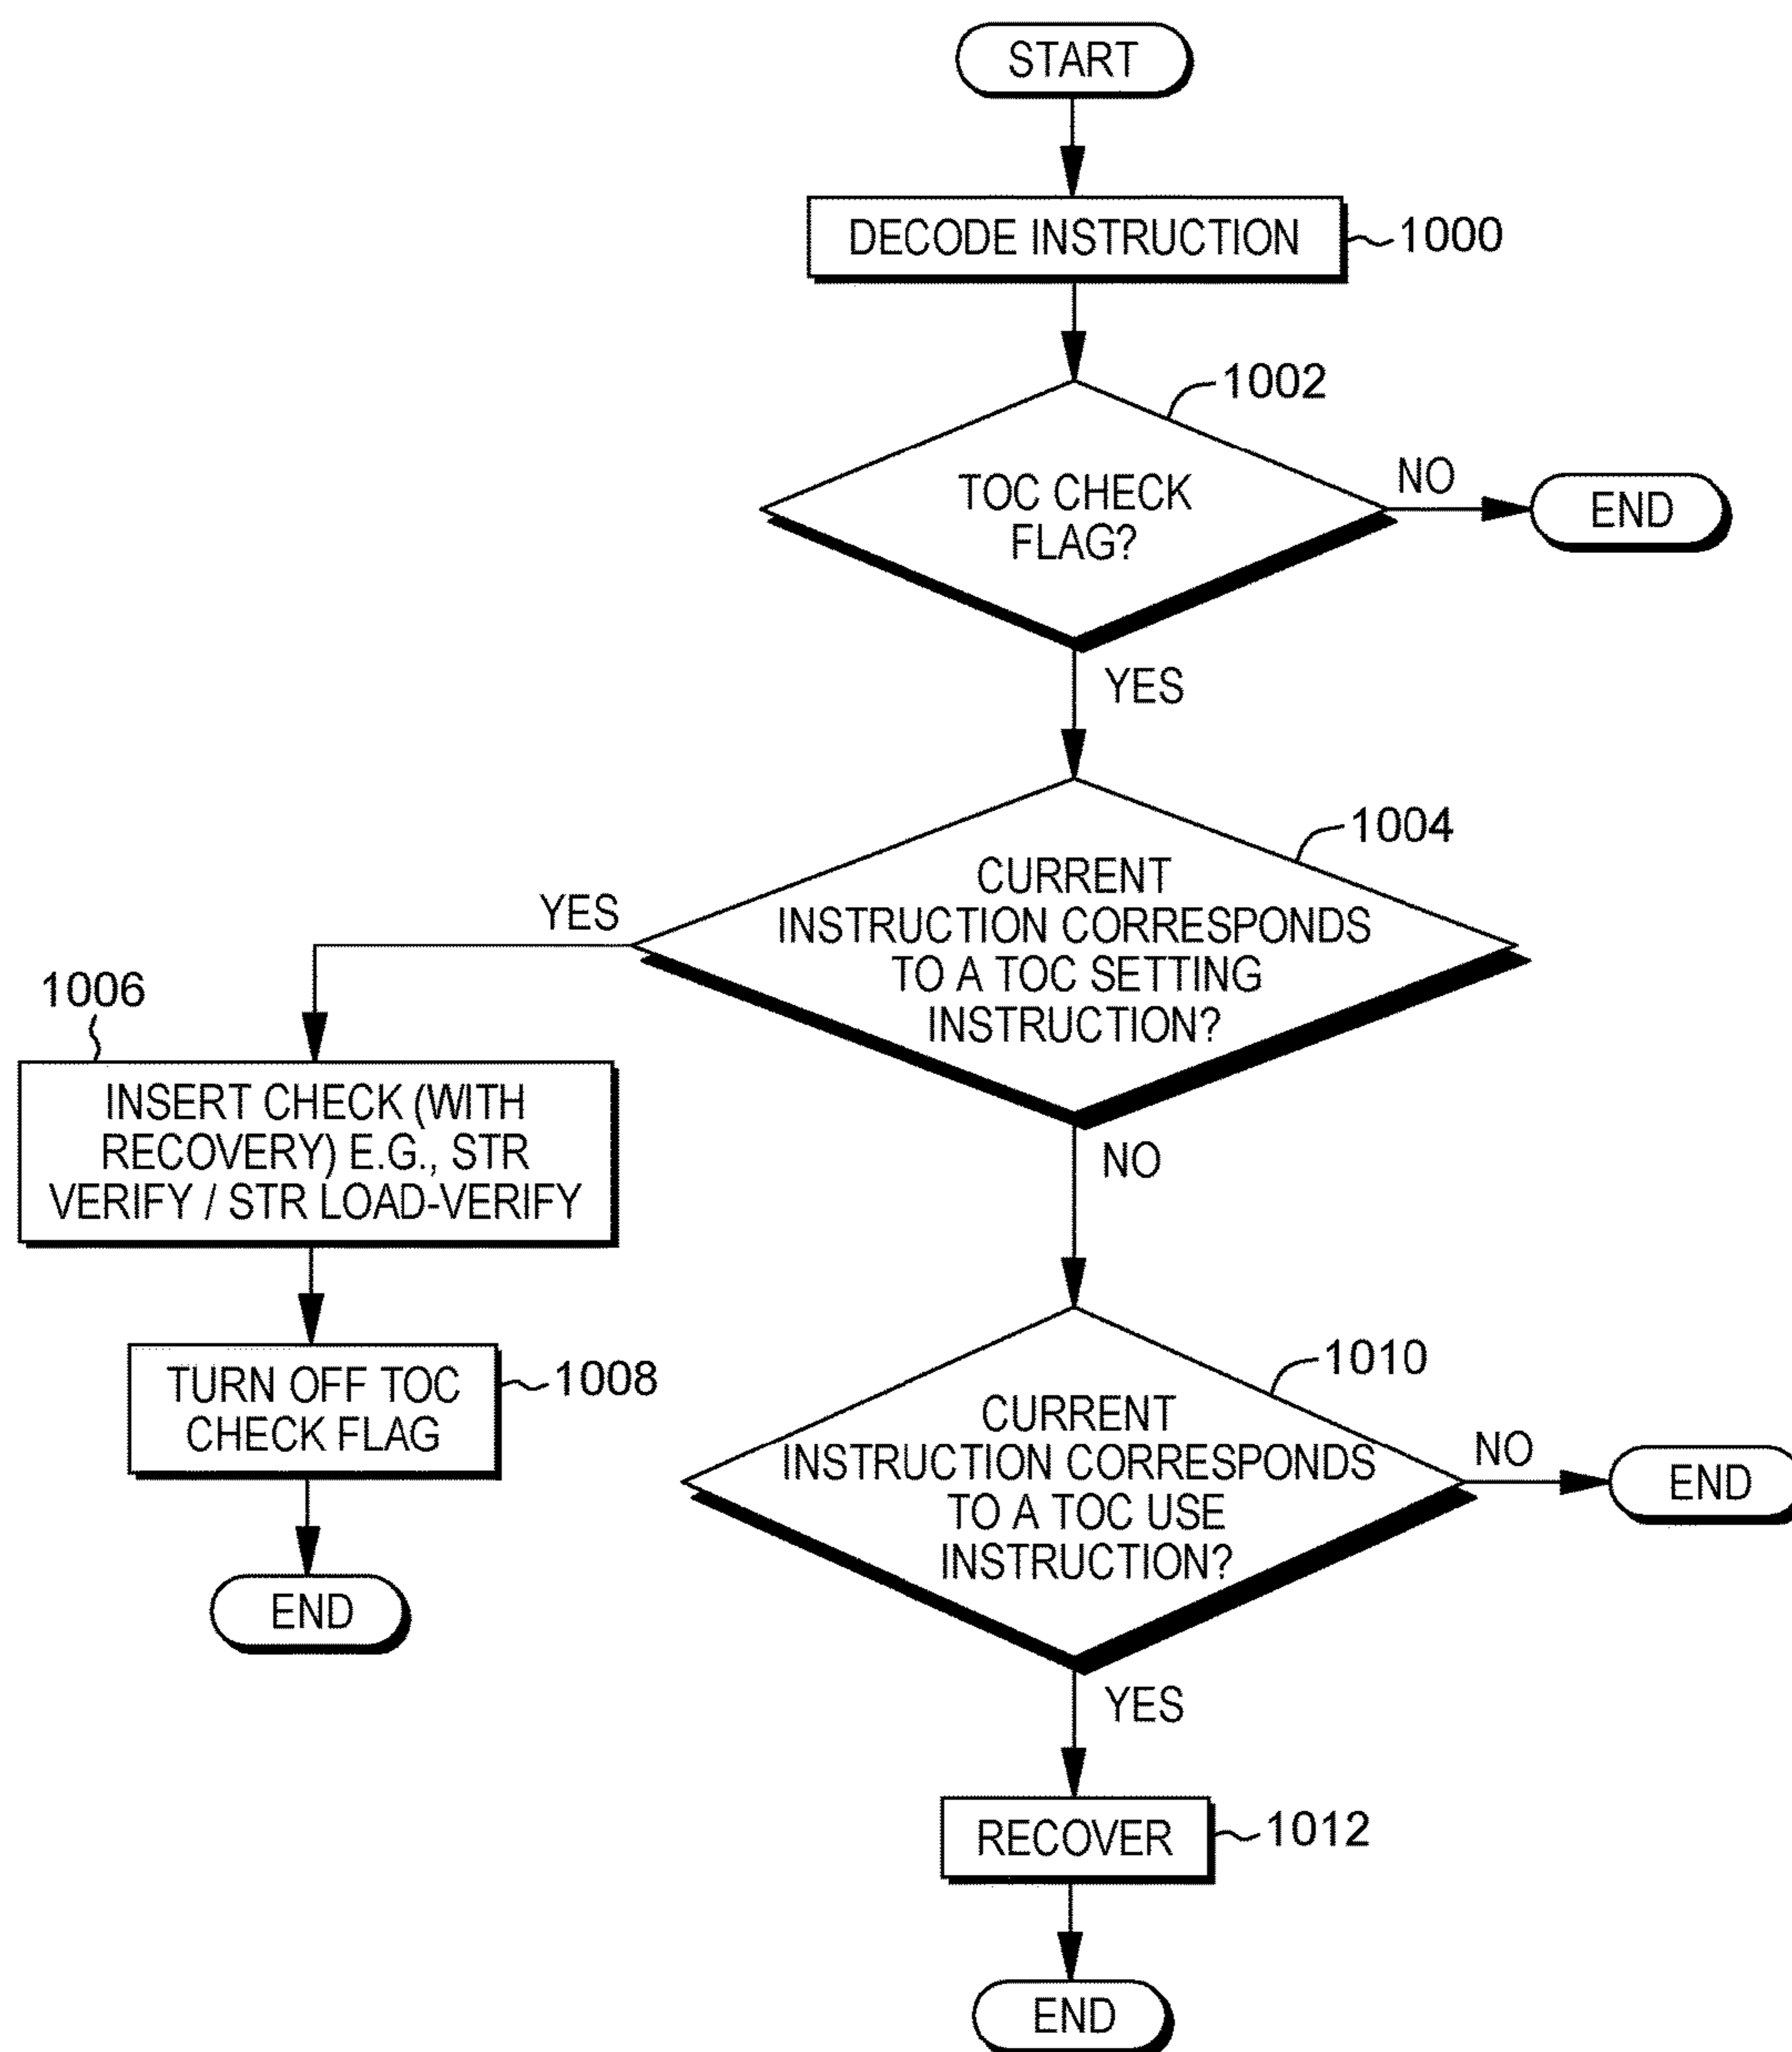 START
DECODE INSTRUCTION
1000
1002
TOC CHECK
FLAG?
NO
END
YES
1004
CURRENT
INSTRUCTION CORRESPONDS
TO A TOC SETTING
INSTRUCTION?
YES
1006
INSERT CHECK (WITH
RECOVERY) E.G., STR
VERIFY / STR LOAD-VERIFY
TURN OFF TOC
CHECK FLAG
1008
END
NO
1010
CURRENT
INSTRUCTION CORRESPONDS
TO A TOC USE
INSTRUCTION?
NO
END
YES
RECOVER
1012
END